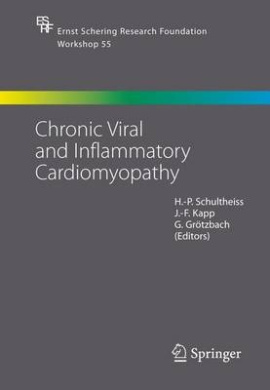 ESRF Ernst Schering Research Foundation
Workshop 55
Chronic Viral
and Inflammatory
Cardiomyopathy
H.-P. Schultheiss
J.-F. Kapp
G. Grötzbach
(Editors)
Springer